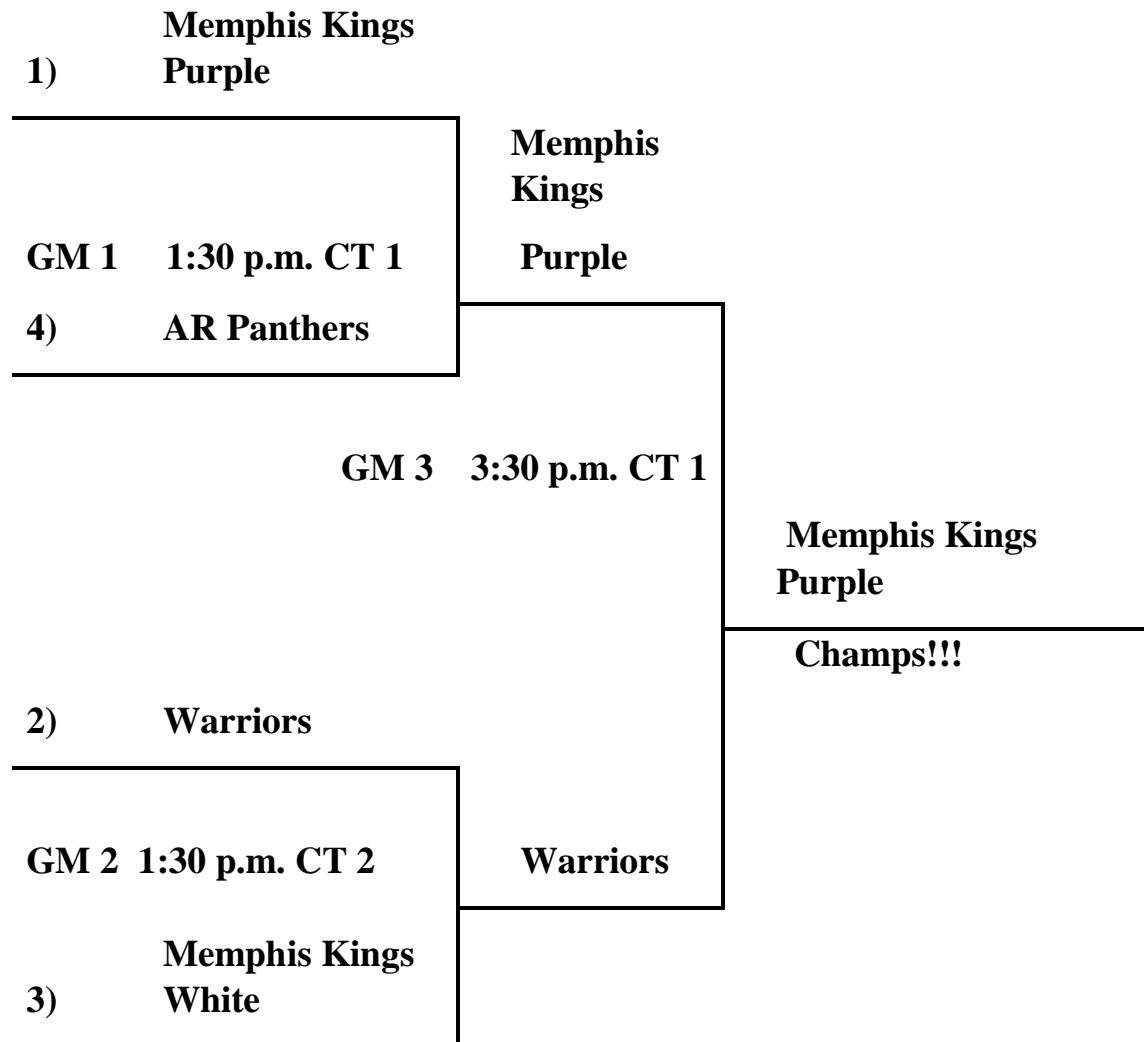 Memphis Kings
1) Purple
Memphis
Kings
GM 1 1:30 p.m. CT 1 Purple
4) AR Panthers
GM 3 3:30 p.m. CT 1
Memphis Kings
Purple
Champs!!!
2) Warriors
GM 2 1:30 p.m. CT 2 Warriors
Memphis Kings
3) White